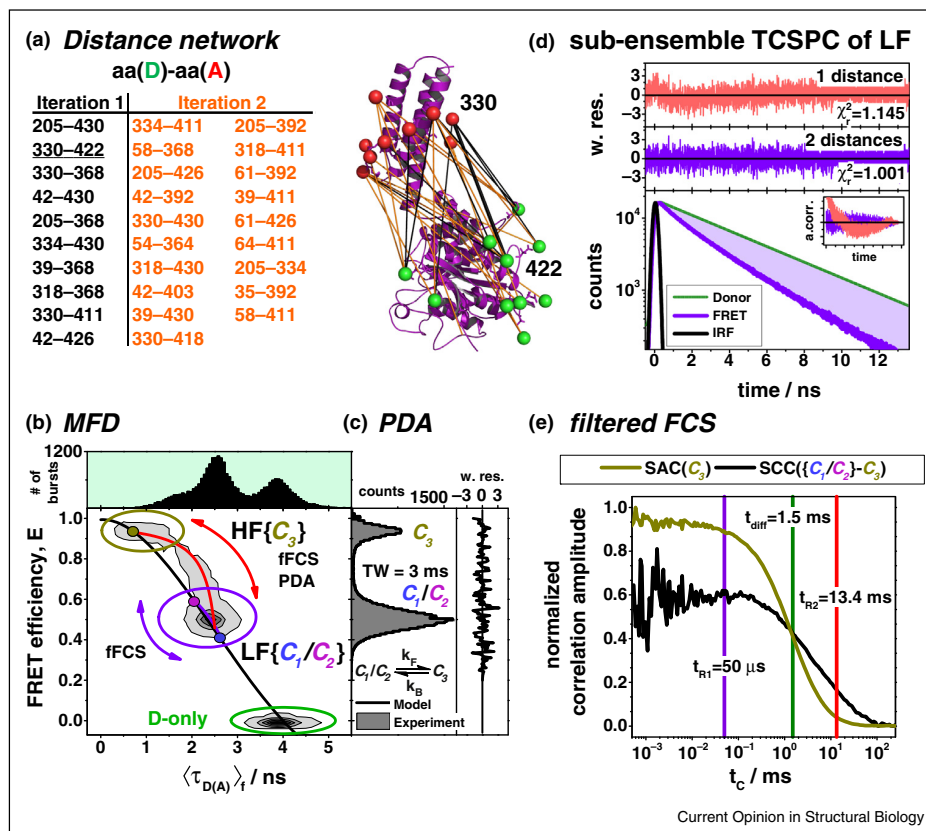 (a) Distance network
aa(D)-aa(A)
Iteration 1 Iteration 2
205–430 334–411 205–392
330–422 58–368 318–411
330–368 205–426 61–392
42–430 42–392 39–411
205–368 330–430 61–426
334–430 54–364 64–411
39–368 318–430 205–334
318–368 42–403 35–392
330–411 39–430 58–411
42–426 330–418
330
422
(d) sub-ensemble TCSPC of LF
w. res.
3
0
−3
1 distance
χ²r=1.145
3
0
−3
2 distances
χ²r=1.001
a.corr.
time
counts
10⁴
10³
Donor
FRET
IRF
0 2 4 6 8 10 12
time / ns
(b) MFD
# of bursts
1200
0
FRET efficiency, E
1.0
0.8
0.6
0.4
0.2
0.0
HF{C₃}
fFCS
PDA
fFCS
LF{C₁/C₂}
D-only
0 1 2 3 4 5
⟨τD(A)⟩f / ns
(c) PDA
counts 1500
w. res.
−3 0 3
C₃
TW = 3 ms
C₁/C₂
kF
C₁/C₂ ⇌ C₃
kB
Model
Experiment
(e) filtered FCS
SAC(C₃) SCC({C₁/C₂}-C₃)
normalized
correlation amplitude
1.0
0.8
0.6
0.4
0.2
0.0
tdiff=1.5 ms
tR2=13.4 ms
tR1=50 μs
10⁻³ 10⁻² 10⁻¹ 10⁰ 10¹ 10²
tC / ms
Current Opinion in Structural Biology